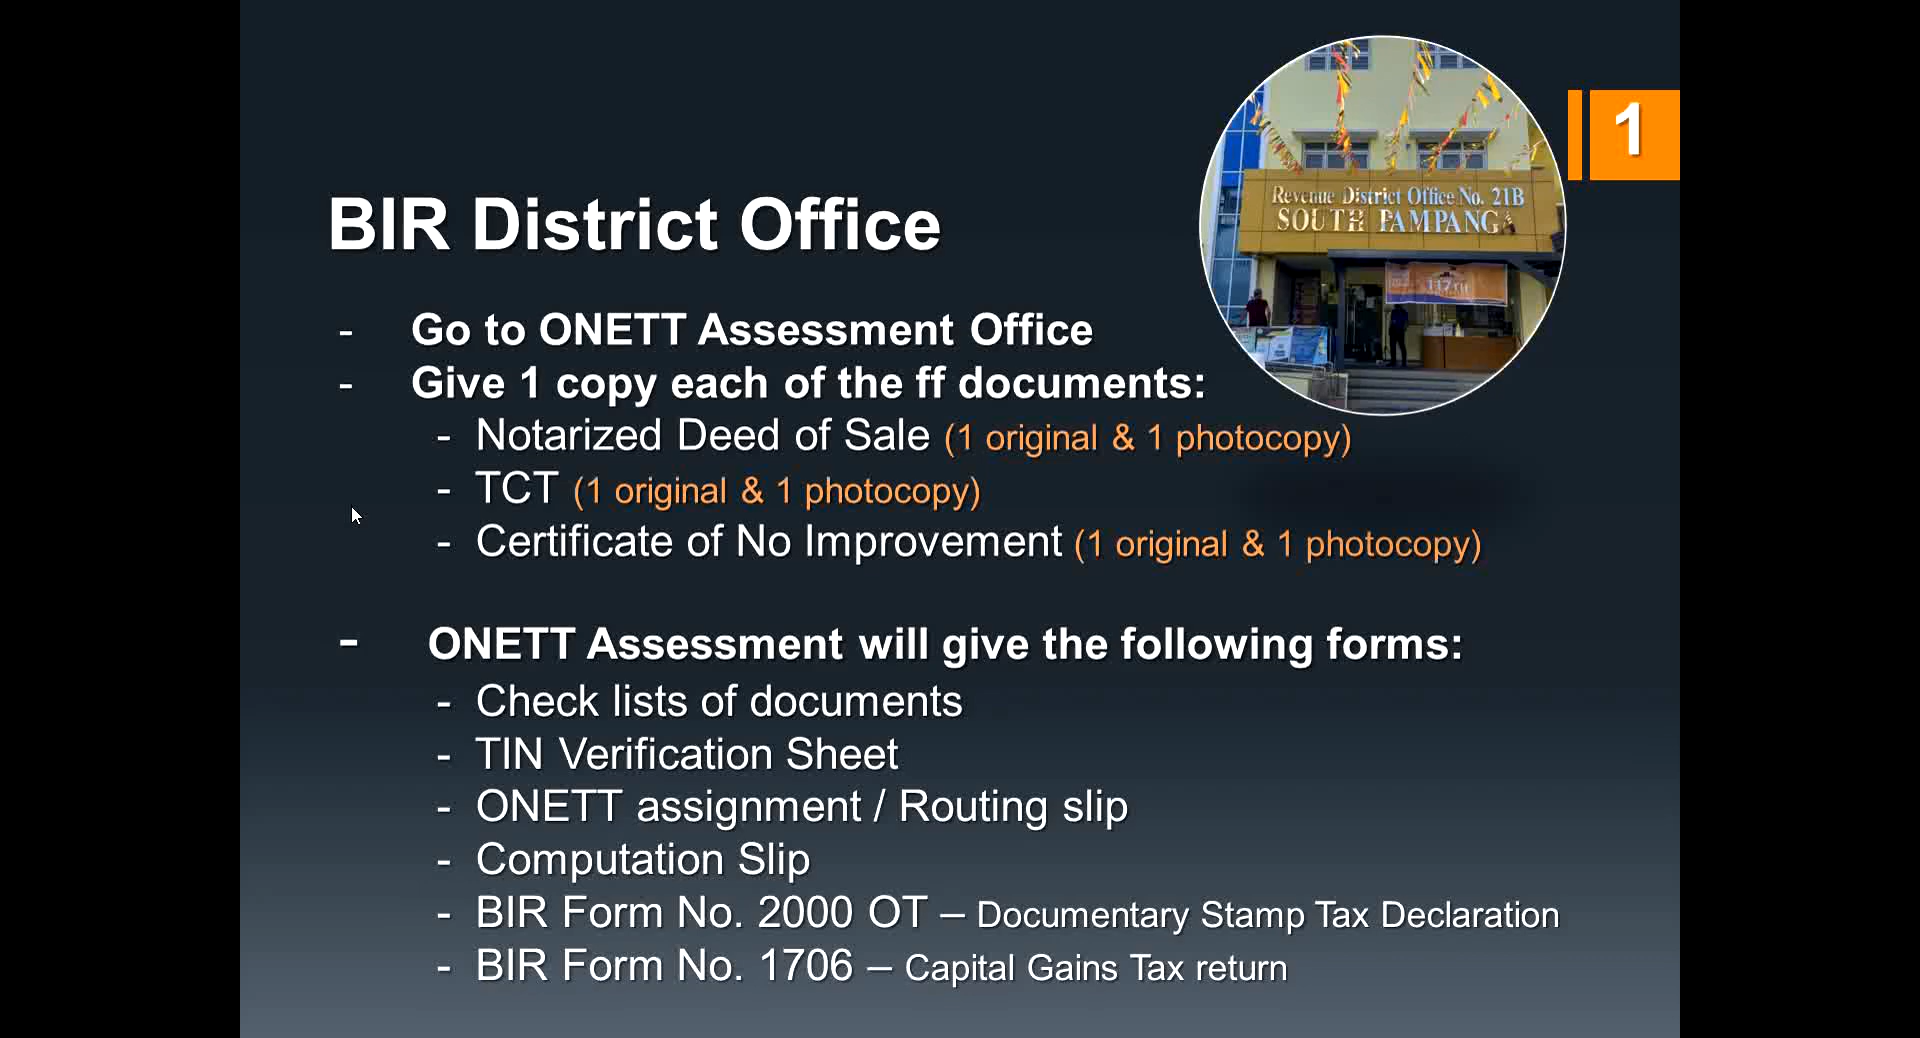 1
Revenue District Office No. 21B
SOUTH PAMPANGA
BIR District Office
- Go to ONETT Assessment Office
- Give 1 copy each of the ff documents:
- Notarized Deed of Sale (1 original & 1 photocopy)
- TCT (1 original & 1 photocopy)
- Certificate of No Improvement (1 original & 1 photocopy)
- ONETT Assessment will give the following forms:
- Check lists of documents
- TIN Verification Sheet
- ONETT assignment / Routing slip
- Computation Slip
- BIR Form No. 2000 OT – Documentary Stamp Tax Declaration
- BIR Form No. 1706 – Capital Gains Tax return